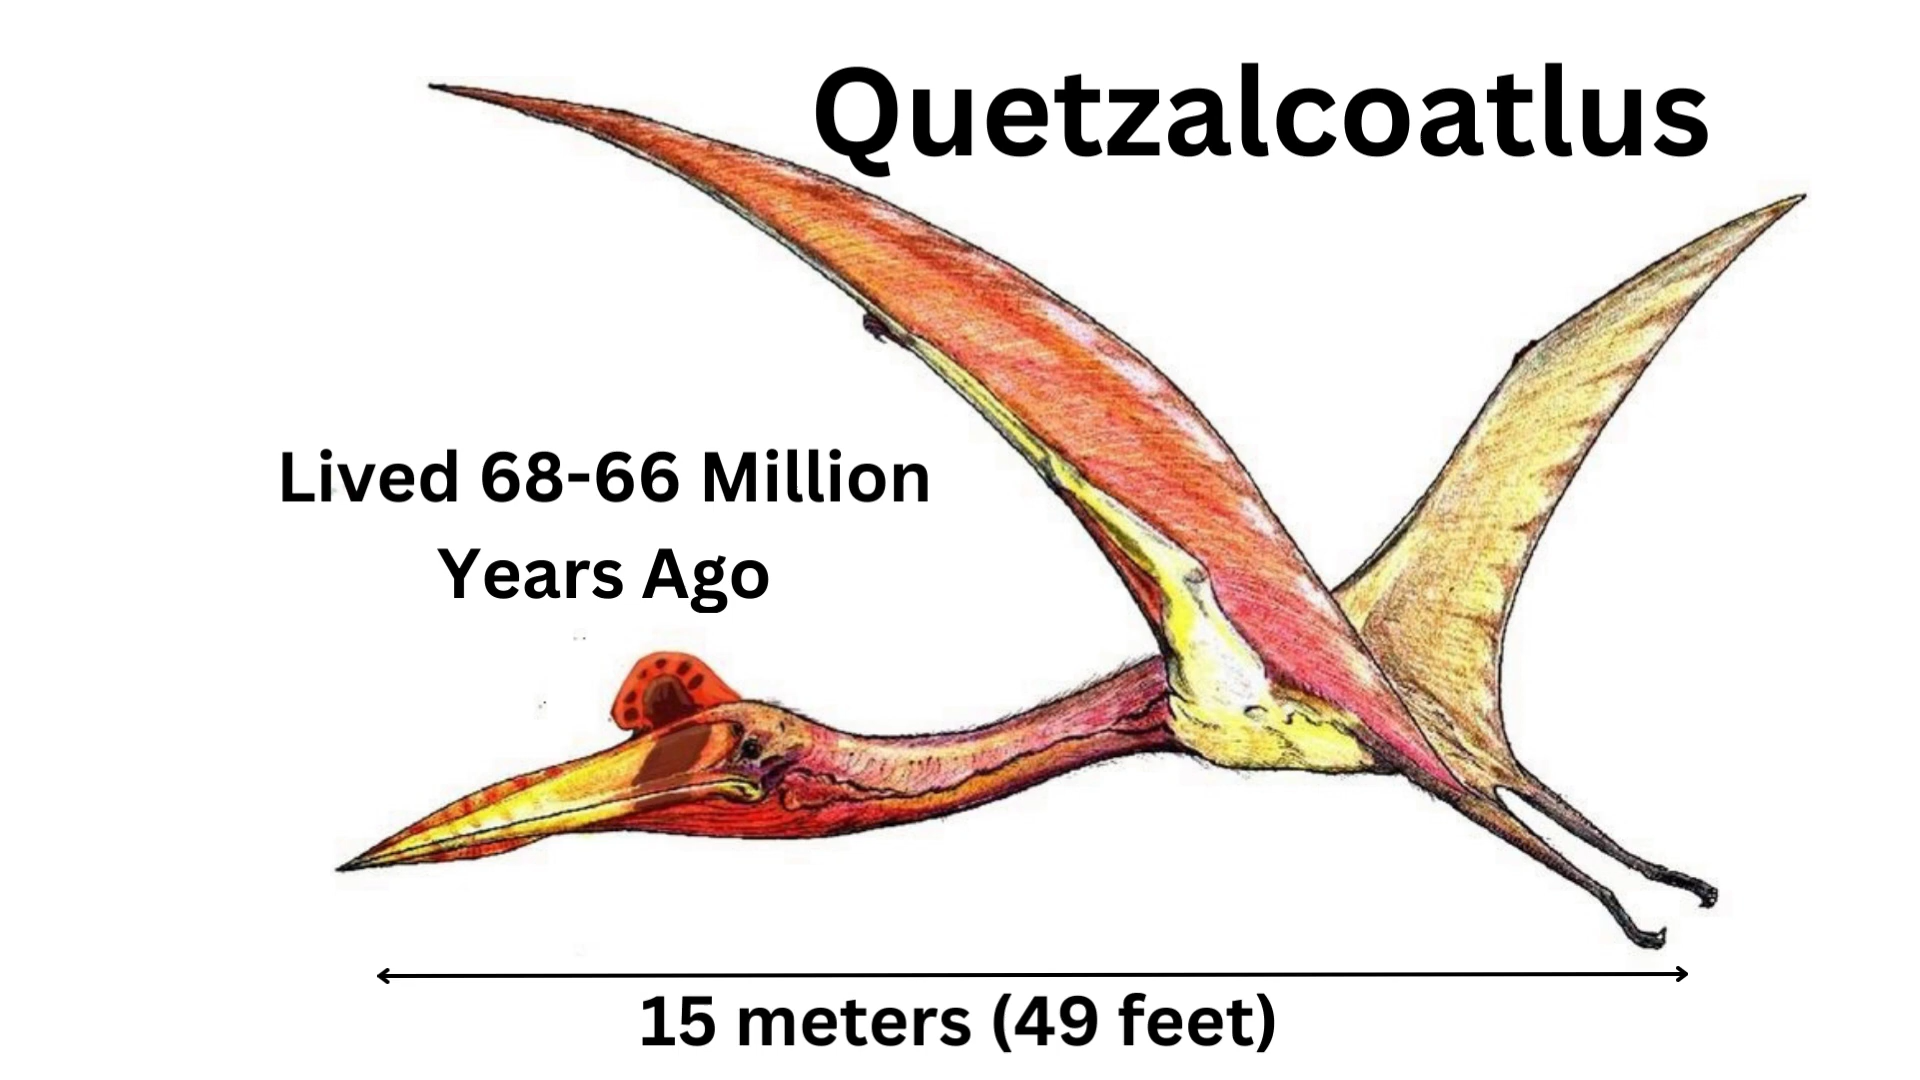 Quetzalcoatlus
Lived 68-66 Million
Years Ago
15 meters (49 feet)